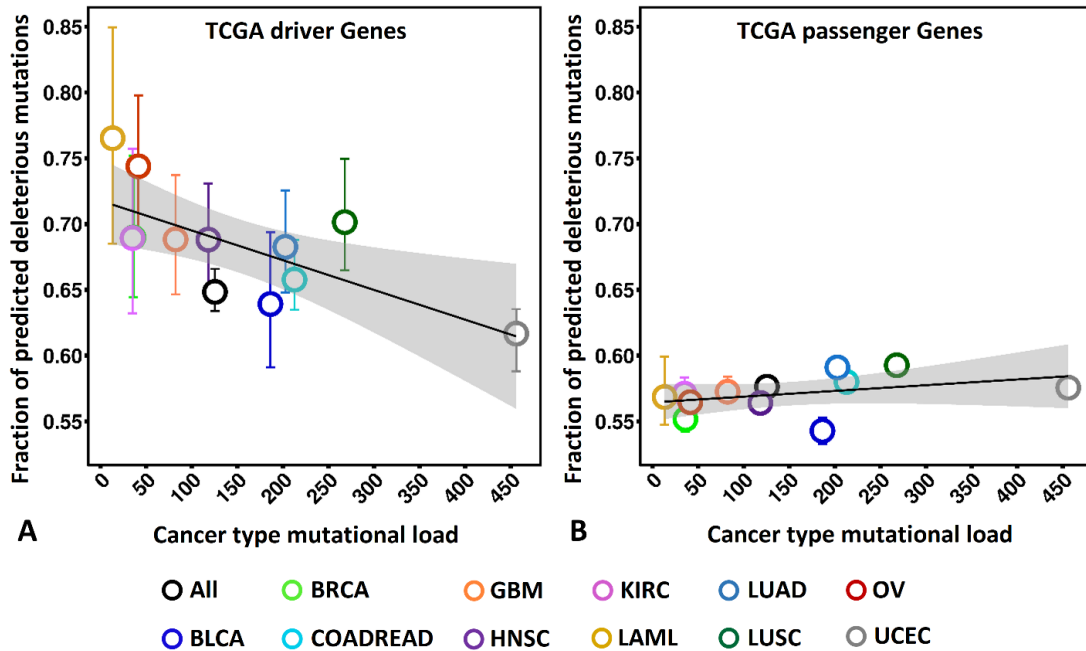 TCGA driver Genes
Fraction of predicted deleterious mutations
0.85
0.80
0.75
0.70
0.65
0.60
0.55
0 50 100 150 200 250 300 350 400 450
A Cancer type mutational load
TCGA passenger Genes
Fraction of predicted deleterious mutations
0.85
0.80
0.75
0.70
0.65
0.60
0.55
0 50 100 150 200 250 300 350 400 450
B Cancer type mutational load
All BRCA GBM KIRC LUAD OV
BLCA COADREAD HNSC LAML LUSC UCEC